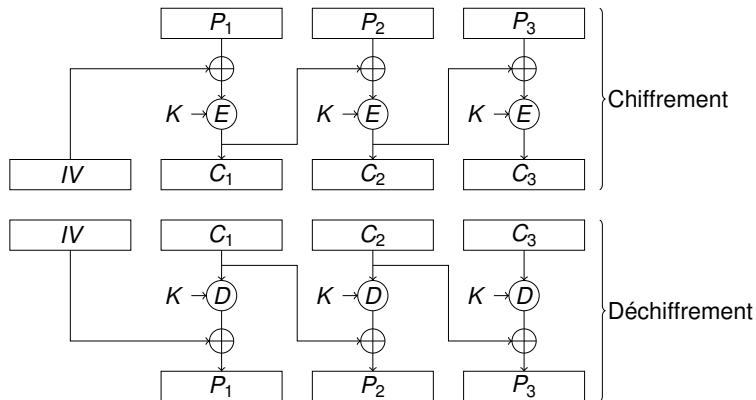 P1 P2 P3
K E K E K E Chiffrement
IV C1 C2 C3
IV C1 C2 C3
K D K D K D Déchiffrement
P1 P2 P3